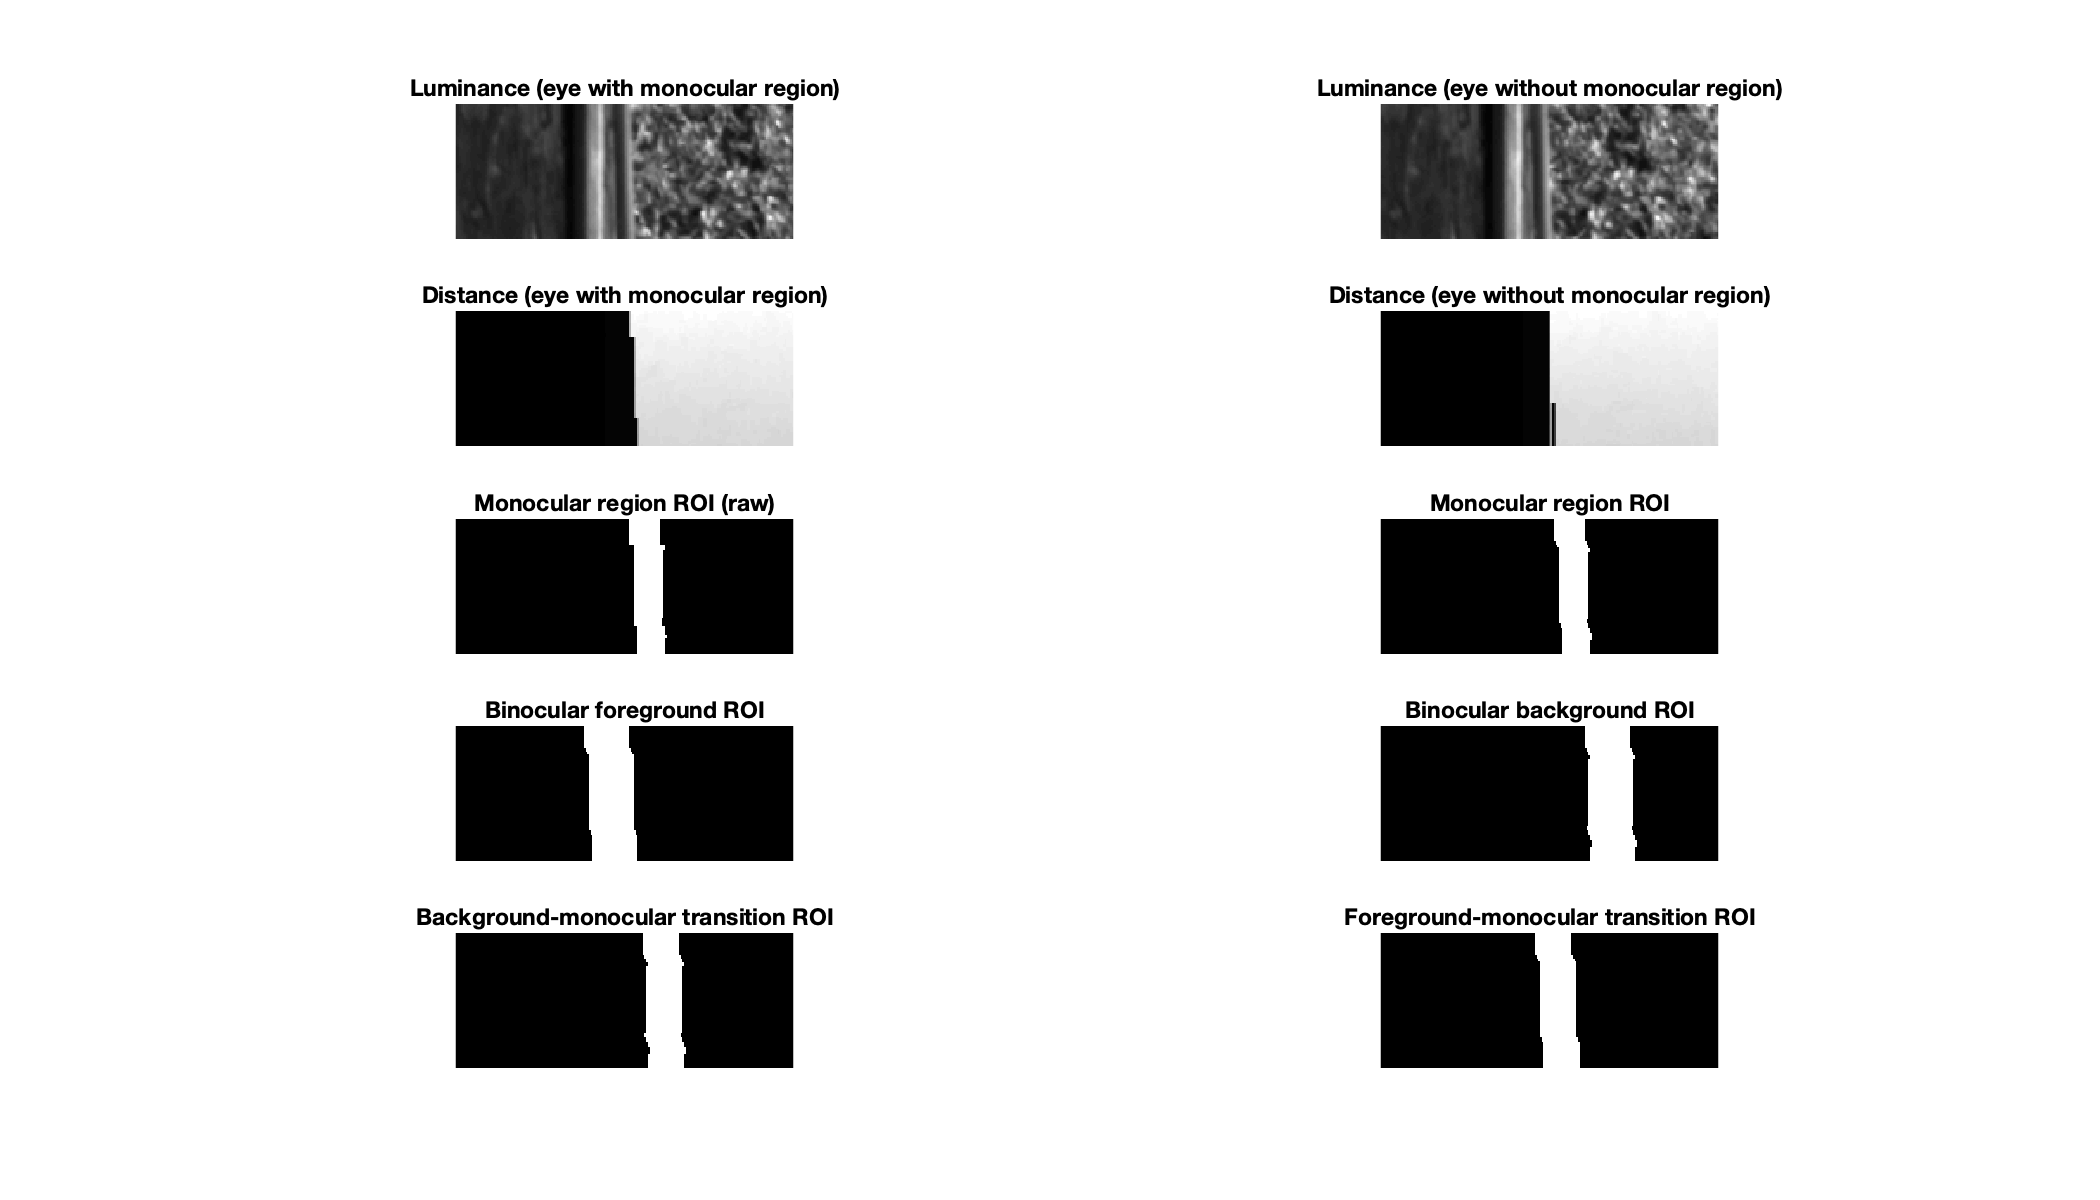 Luminance (eye with monocular region)
Luminance (eye without monocular region)
Distance (eye with monocular region)
Distance (eye without monocular region)
Monocular region ROI (raw)
Monocular region ROI
Binocular foreground ROI
Binocular background ROI
Background-monocular transition ROI
Foreground-monocular transition ROI